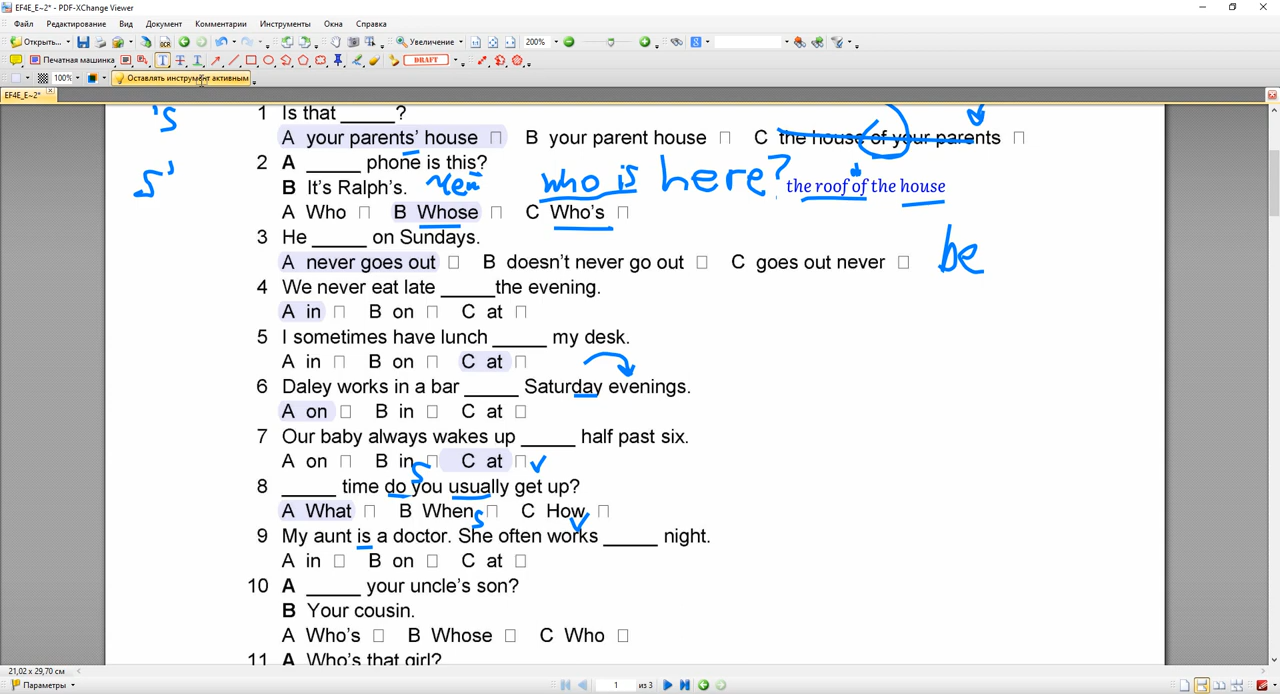 EF4E_E~2* - PDF-XChange Viewer
Файл Редактирование Вид Документ Комментарии Инструменты Окна Справка
Открыть... OCR Увеличение 200%
Печатная машинка DRAFT
100% Оставлять инструмент активным
EF4E_E~2*
1 Is that _____?
's
A your parents' house B your parent house C the house of your parents
2 A _____ phone is this?
s'
B It's Ralph's. who is here? the roof of the house
A Who B Whose C Who's
3 He _____ on Sundays.
be
A never goes out B doesn't never go out C goes out never
4 We never eat late _____the evening.
A in B on C at
5 I sometimes have lunch _____ my desk.
A in B on C at
6 Daley works in a bar _____ Saturday evenings.
A on B in C at
7 Our baby always wakes up _____ half past six.
A on B in C at
s v
8 _____ time do you usually get up?
A What B When C How
s v
9 My aunt is a doctor. She often works _____ night.
A in B on C at
10 A _____ your uncle's son?
B Your cousin.
A Who's B Whose C Who
11 A Who's that girl?
21,02 x 29,70 см
Параметры 1 из 3